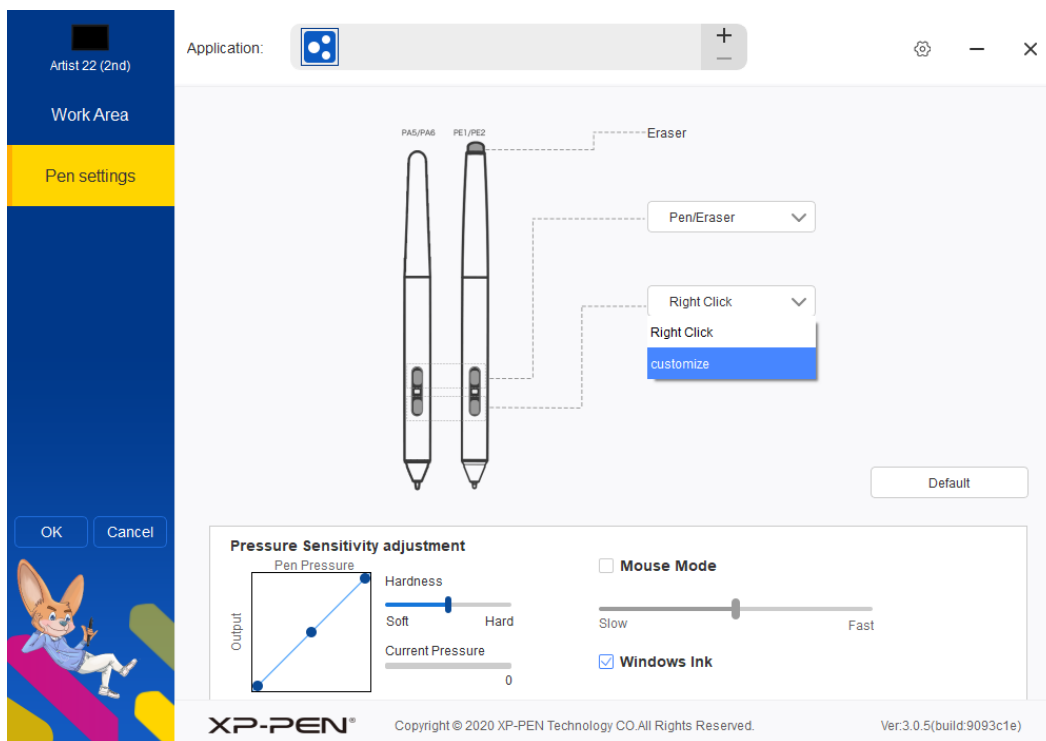 Artist 22 (2nd)
Work Area
Pen settings
OK Cancel
Application:
PA5/PA6 PE1/PE2
Eraser
Pen/Eraser
Right Click
Right Click
customize
Default
Pressure Sensitivity adjustment
Pen Pressure
Output
Hardness
Soft Hard
Current Pressure
0
Mouse Mode
Slow Fast
Windows Ink
XP-PEN®
Copyright © 2020 XP-PEN Technology CO.All Rights Reserved.
Ver:3.0.5(build:9093c1e)